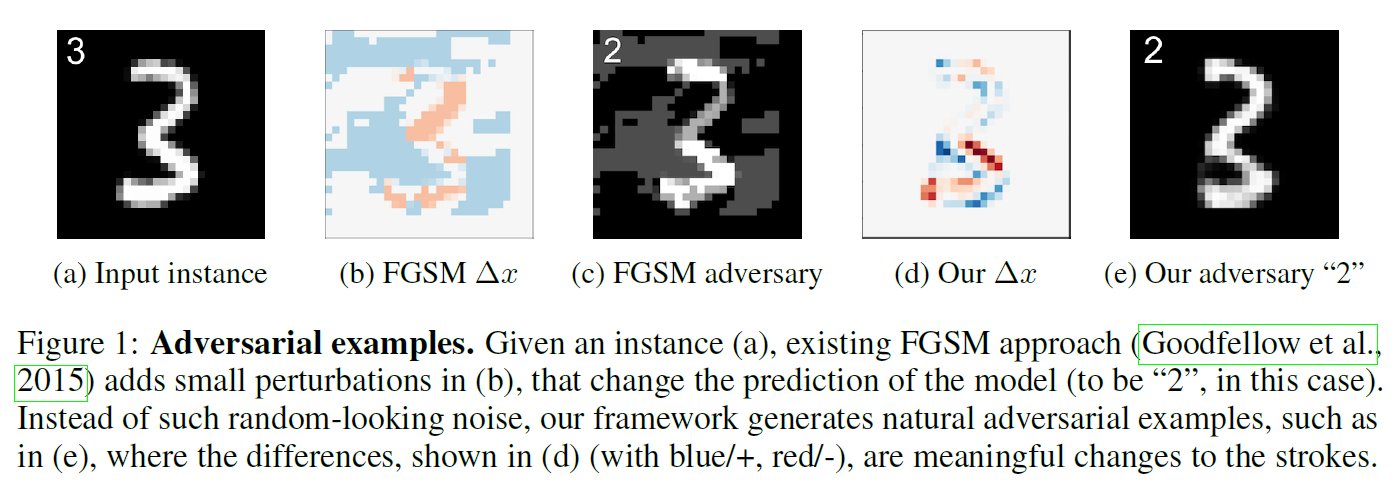 3 2 2
(a) Input instance (b) FGSM Δx (c) FGSM adversary (d) Our Δx (e) Our adversary “2”
Figure 1: Adversarial examples. Given an instance (a), existing FGSM approach (Goodfellow et al.,
2015) adds small perturbations in (b), that change the prediction of the model (to be “2”, in this case).
Instead of such random-looking noise, our framework generates natural adversarial examples, such as
in (e), where the differences, shown in (d) (with blue/+, red/-), are meaningful changes to the strokes.